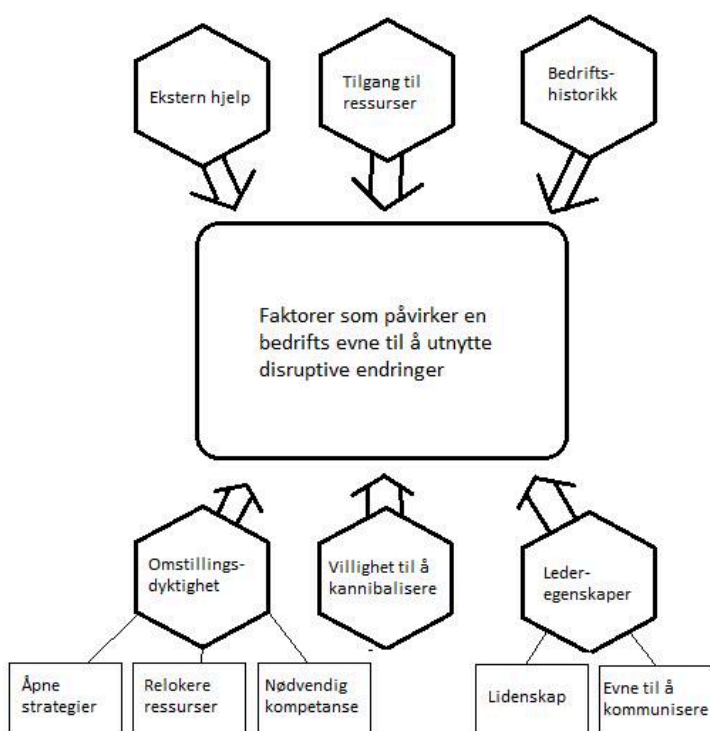 Ekstern hjelp
Tilgang til
ressurser
Bedrifts-
historikk
Faktorer som påvirker en
bedrifts evne til å utnytte
disruptive endringer
Omstillings-
dyktighet
Villighet til å
kannibalisere
Leder-
egenskaper
Åpne
strategier
Relokere
ressurser
Nødvendig
kompetanse
Lidenskap
Evne til å
kommunisere